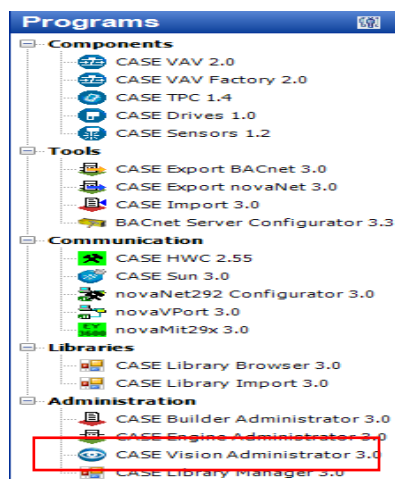 Programs
Components
CASE VAV 2.0
CASE VAV Factory 2.0
CASE TPC 1.4
CASE Drives 1.0
CASE Sensors 1.2
Tools
CASE Export BACnet 3.0
CASE Export novaNet 3.0
CASE Import 3.0
BACnet Server Configurator 3.3
Communication
CASE HWC 2.55
CASE Sun 3.0
novaNet292 Configurator 3.0
novaVPort 3.0
EY
3600
novaMit29x 3.0
Libraries
CASE Library Browser 3.0
CASE Library Import 3.0
Administration
CASE Builder Administrator 3.0
CASE Engine Administrator 3.0
CASE Vision Administrator 3.0
CASE Library Manager 3.0